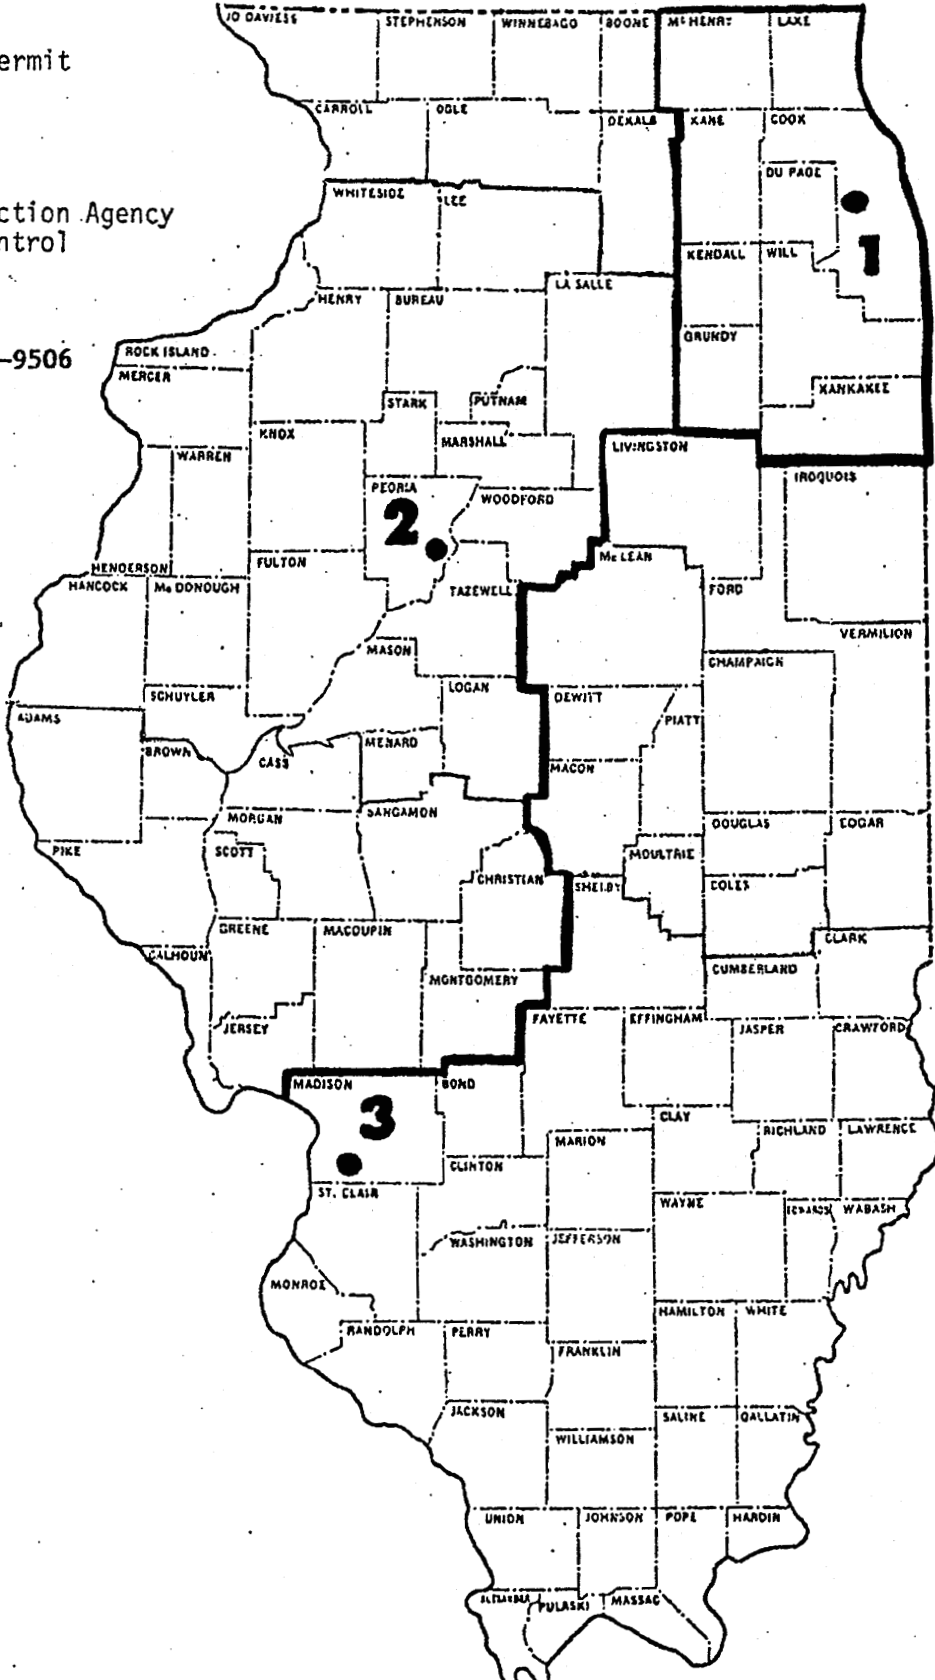 ermit
ction Agency
ntrol
–9506
JO DAVIESS
STEPHENSON
WINNEBAGO
BOONE
McHENRY
LAKE
CARROLL
OGLE
DEKALB
KANE
COOK
DU PAGE
WHITESIDE
LEE
1
KENDALL
WILL
LA SALLE
HENRY
BUREAU
GRUNDY
ROCK ISLAND
MERCER
KANKAKEE
STARK
PUTNAM
KNOX
MARSHALL
LIVINGSTON
WARREN
IROQUOIS
PEORIA
WOODFORD
2
McLEAN
HENDERSON
FULTON
HANCOCK
McDONOUGH
TAZEWELL
FORD
VERMILION
MASON
CHAMPAIGN
LOGAN
SCHUYLER
DEWITT
ADAMS
PIATT
BROWN
MENARD
CASS
MACON
MORGAN
SANGAMON
DOUGLAS
EDGAR
PIKE
SCOTT
MOULTRIE
CHRISTIAN
SHELBY
COLES
GREENE
MACOUPIN
CLARK
CALHOUN
CUMBERLAND
MONTGOMERY
FAYETTE
EFFINGHAM
JERSEY
JASPER
CRAWFORD
MADISON
BOND
3
CLAY
RICHLAND
LAWRENCE
MARION
CLINTON
ST. CLAIR
WAYNE
EDWARDS
WABASH
WASHINGTON
JEFFERSON
MONROE
HAMILTON
WHITE
RANDOLPH
PERRY
FRANKLIN
JACKSON
SALINE
GALLATIN
WILLIAMSON
UNION
JOHNSON
POPE
HARDIN
ALEXANDER
PULASKI
MASSAC